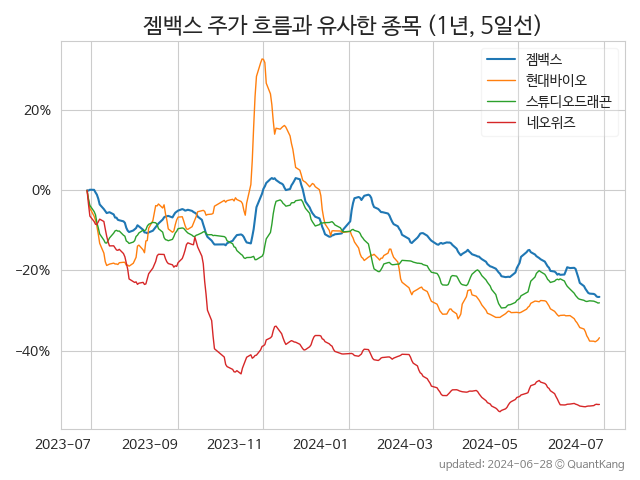 젬백스 주가 흐름과 유사한 종목 (1년, 5일선)
젬백스
현대바이오
스튜디오드래곤
네오위즈
20%
0%
−20%
−40%
2023-07 2023-09 2023-11 2024-01 2024-03 2024-05 2024-07
updated: 2024-06-28 © QuantKang